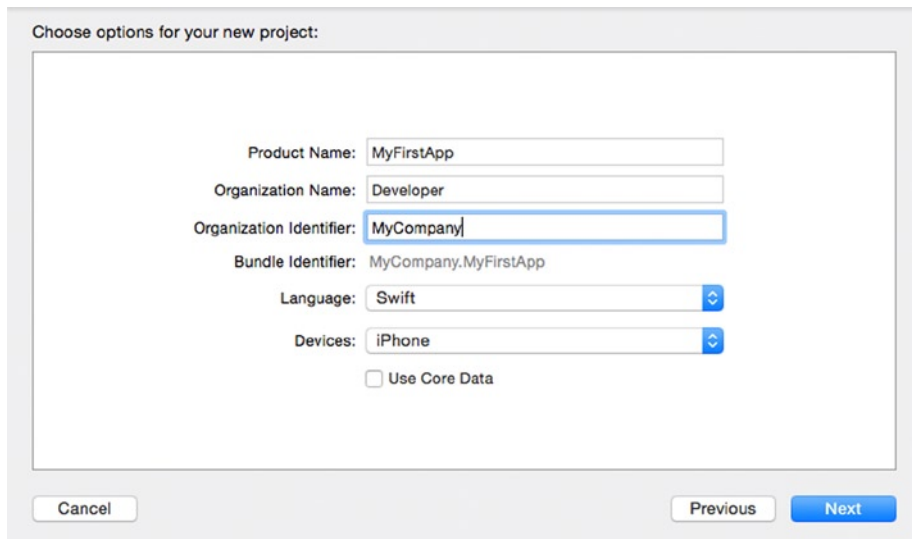 Choose options for your new project:
Product Name: MyFirstApp
Organization Name: Developer
Organization Identifier: MyCompany
Bundle Identifier: MyCompany.MyFirstApp
Language: Swift
Devices: iPhone
Use Core Data
Cancel Previous Next